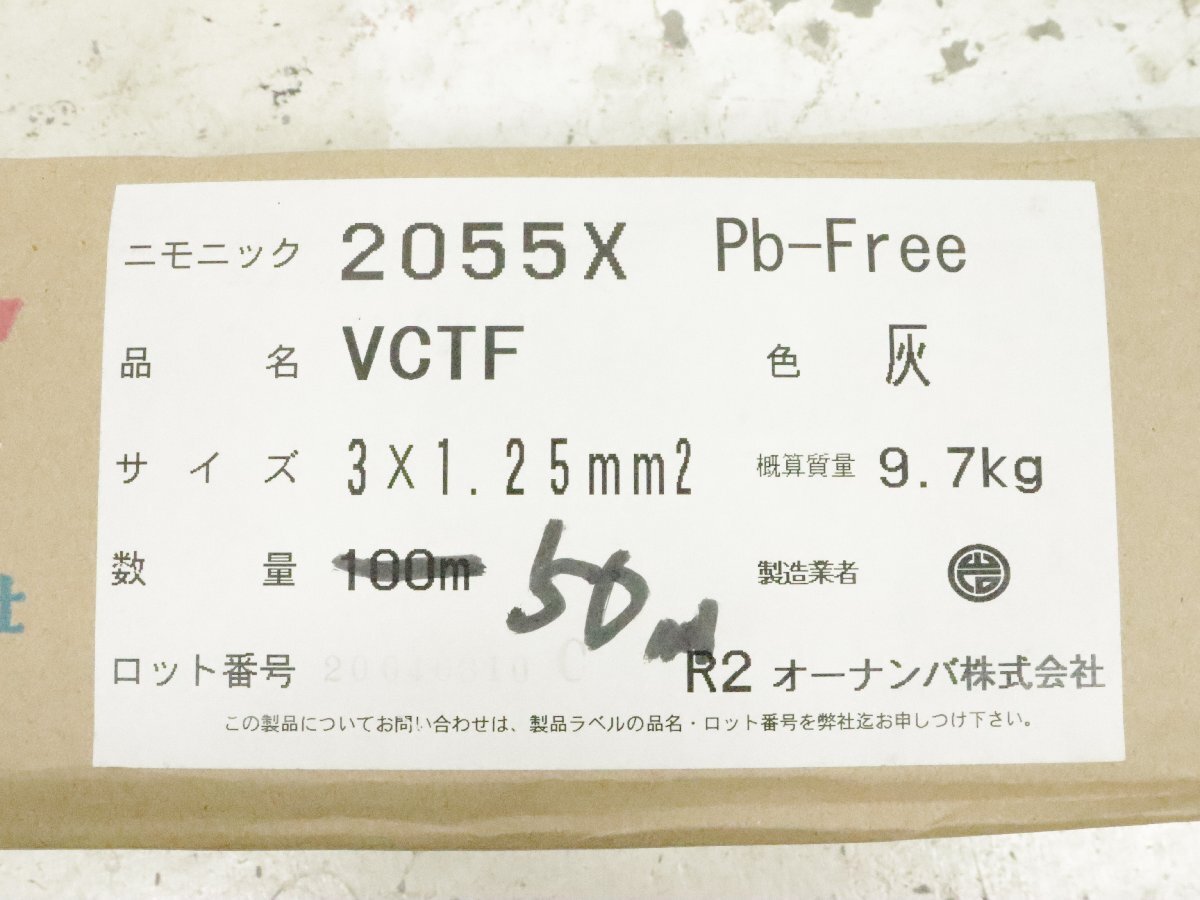 ニモニック 2055X Pb-Free
品名 VCTF 色 灰
サイズ 3×1.25mm2 概算質量 9.7kg
数量 100m 50m 製造業者
ロット番号 R2 オーナンバ株式会社
この製品についてお問い合わせは、製品ラベルの品名・ロット番号を弊社迄お申しつけ下さい。
社